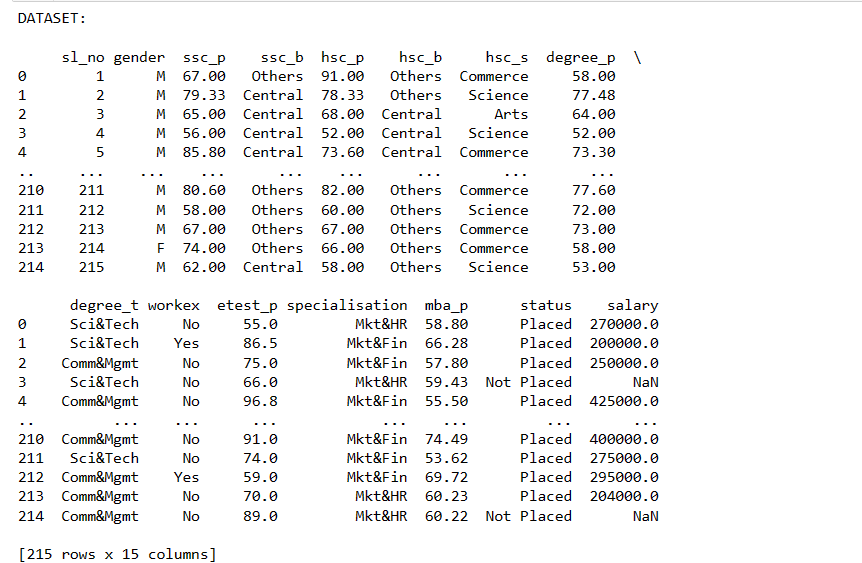 DATASET:
sl_no gender ssc_p ssc_b hsc_p hsc_b hsc_s degree_p \
0 1 M 67.00 Others 91.00 Others Commerce 58.00
1 2 M 79.33 Central 78.33 Others Science 77.48
2 3 M 65.00 Central 68.00 Central Arts 64.00
3 4 M 56.00 Central 52.00 Central Science 52.00
4 5 M 85.80 Central 73.60 Central Commerce 73.30
.. ... ... ... ... ... ... ... ...
210 211 M 80.60 Others 82.00 Others Commerce 77.60
211 212 M 58.00 Others 60.00 Others Science 72.00
212 213 M 67.00 Others 67.00 Others Commerce 73.00
213 214 F 74.00 Others 66.00 Others Commerce 58.00
214 215 M 62.00 Central 58.00 Others Science 53.00
degree_t workex etest_p specialisation mba_p status salary
0 Sci&Tech No 55.0 Mkt&HR 58.80 Placed 270000.0
1 Sci&Tech Yes 86.5 Mkt&Fin 66.28 Placed 200000.0
2 Comm&Mgmt No 75.0 Mkt&Fin 57.80 Placed 250000.0
3 Sci&Tech No 66.0 Mkt&HR 59.43 Not Placed NaN
4 Comm&Mgmt No 96.8 Mkt&Fin 55.50 Placed 425000.0
.. ... ... ... ... ... ... ...
210 Comm&Mgmt No 91.0 Mkt&Fin 74.49 Placed 400000.0
211 Sci&Tech No 74.0 Mkt&Fin 53.62 Placed 275000.0
212 Comm&Mgmt Yes 59.0 Mkt&Fin 69.72 Placed 295000.0
213 Comm&Mgmt No 70.0 Mkt&HR 60.23 Placed 204000.0
214 Comm&Mgmt No 89.0 Mkt&HR 60.22 Not Placed NaN
[215 rows x 15 columns]